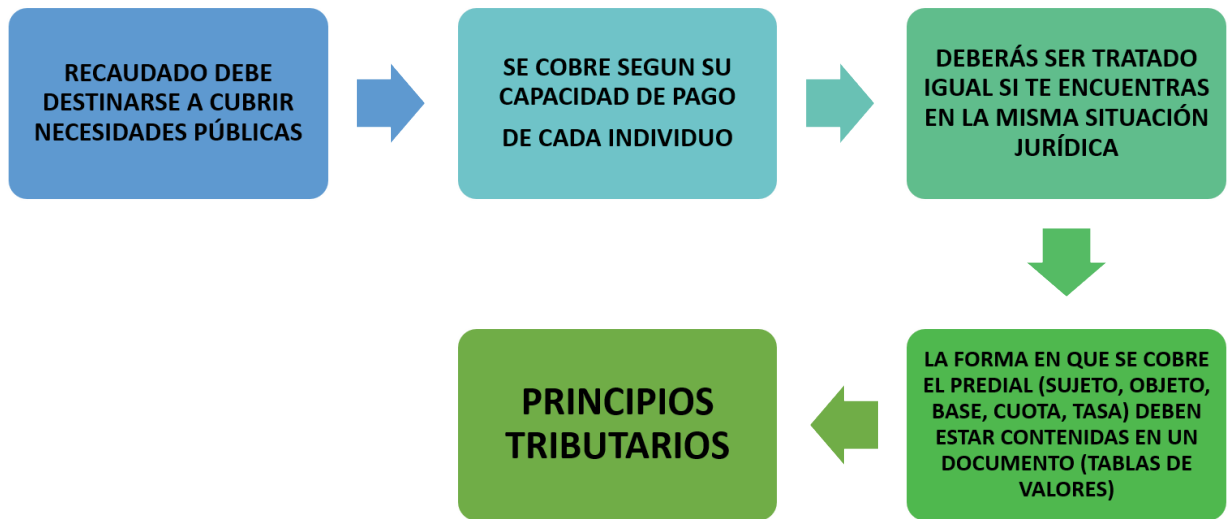 RECAUDADO DEBE
DESTINARSE A CUBRIR
NECESIDADES PÚBLICAS
SE COBRE SEGUN SU
CAPACIDAD DE PAGO
DE CADA INDIVIDUO
DEBERÁS SER TRATADO
IGUAL SI TE ENCUENTRAS
EN LA MISMA SITUACIÓN
JURÍDICA
LA FORMA EN QUE SE COBRE
EL PREDIAL (SUJETO, OBJETO,
BASE, CUOTA, TASA) DEBEN
ESTAR CONTENIDAS EN UN
DOCUMENTO (TABLAS DE
VALORES)
PRINCIPIOS
TRIBUTARIOS